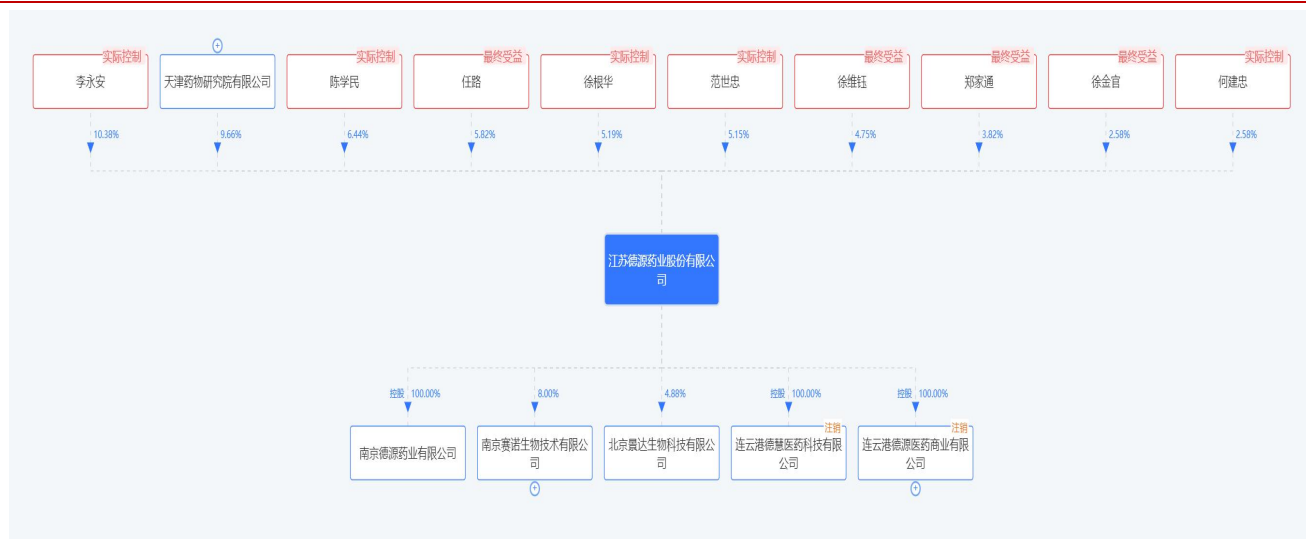 实际控制
实际控制
最终受益
实际控制
实际控制
最终受益
最终受益
最终受益
实际控制
李永安
天津药物研究院有限公司
陈学民
任路
徐根华
范世忠
徐维钰
郑家通
徐金官
何建忠
10.38%
9.66%
6.44%
5.82%
5.19%
5.15%
4.75%
3.82%
2.58%
2.58%
江苏德源药业股份有限公
司
控股 100.00%
8.00%
4.88%
控股 100.00%
控股 100.00%
注销
注销
南京德源药业有限公司
南京赛诺生物技术有限公
司
北京曩达生物科技有限公
司
连云港德慧医药科技有限
公司
连云港德源医药商业有限
公司